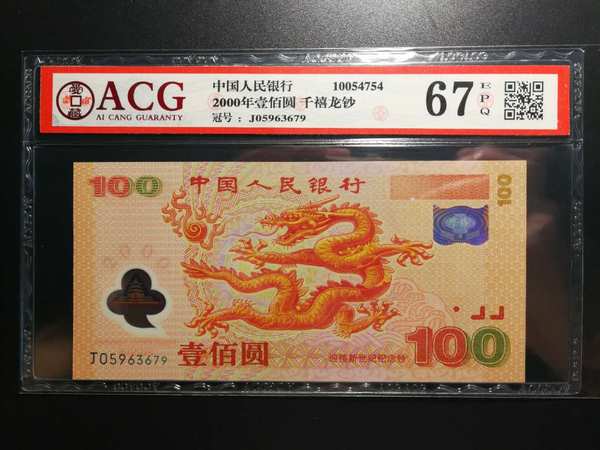 ACG
AI CANG GUARANTY
中国人民银行 10054754
2000年壹佰圆 千禧龙钞
冠号：J05963679
67
EPQ
100 中国人民银行
100
2000
J05963679
壹佰圆
迎接新世纪纪念钞
100